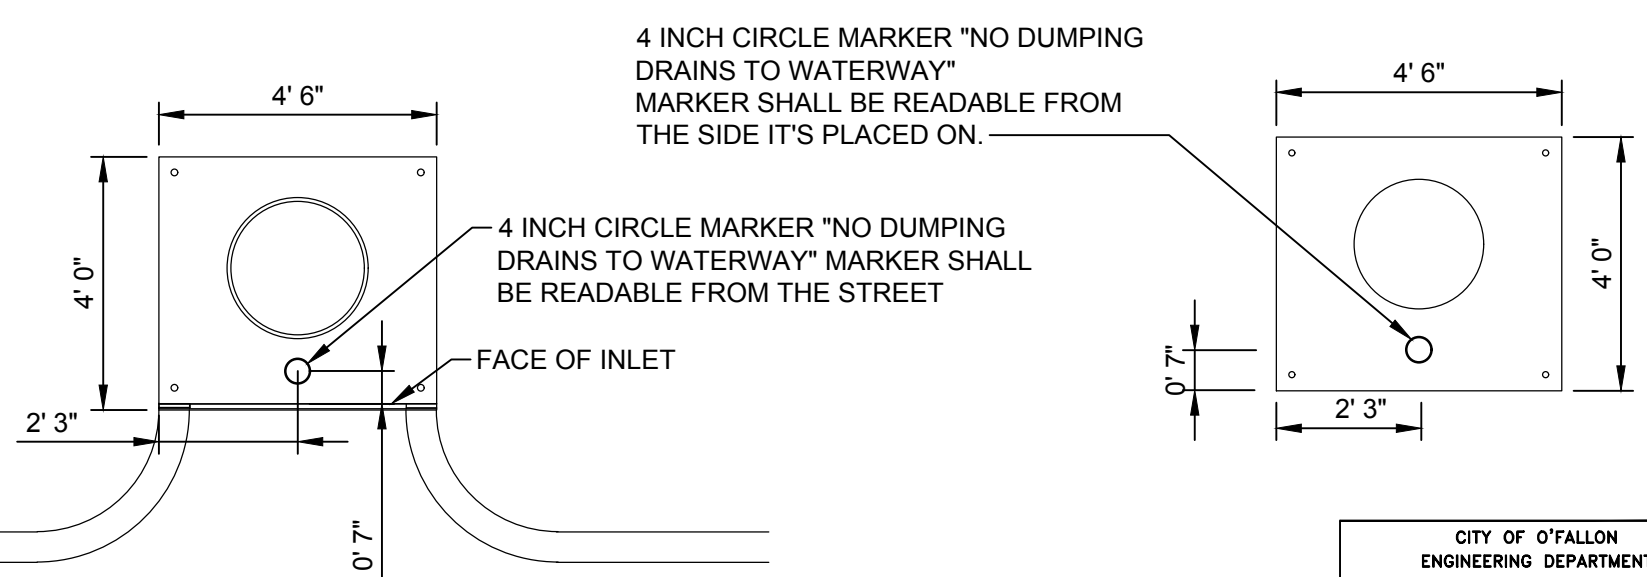 4 INCH CIRCLE MARKER "NO DUMPING
DRAINS TO WATERWAY"
MARKER SHALL BE READABLE FROM
THE SIDE IT'S PLACED ON.
4' 6"
4' 6"
4' 0"
4 INCH CIRCLE MARKER "NO DUMPING
DRAINS TO WATERWAY" MARKER SHALL
BE READABLE FROM THE STREET
4' 0"
FACE OF INLET
0' 7"
2' 3"
2' 3"
0' 7"
CITY OF O'FALLON
ENGINEERING DEPARTMENT